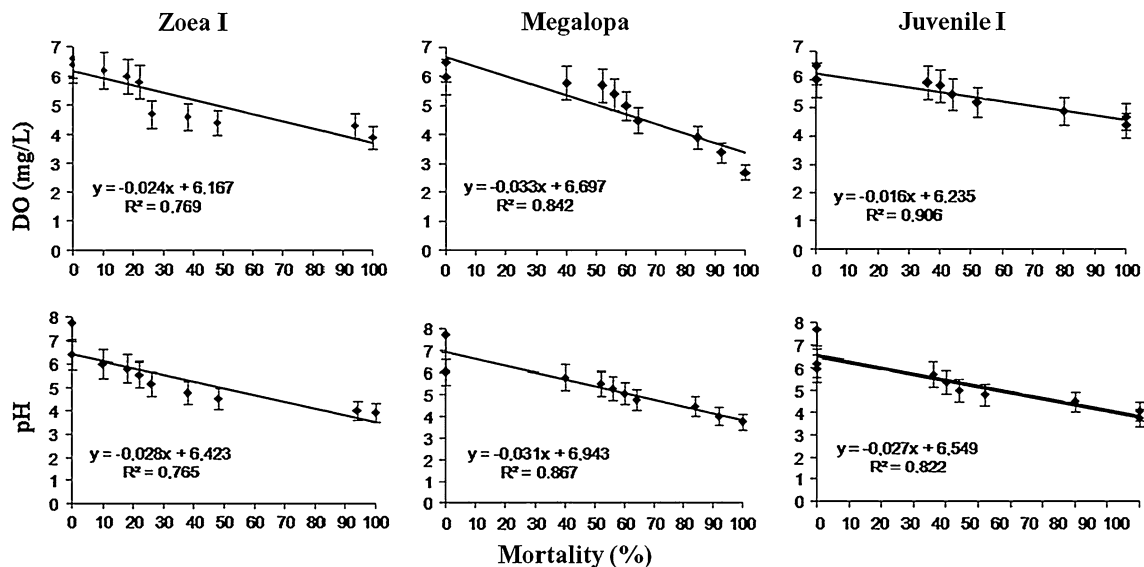 Zoea I
Megalopa
Juvenile I
DO (mg/L)
7
6
5
4
3
2
1
0
y = -0.024x + 6.167
R² = 0.769
0 10 20 30 40 50 60 70 80 90 100
7
6
5
4
3
2
1
0
y = -0.033x + 6.697
R² = 0.842
0 10 20 30 40 50 60 70 80 90 100
7
6
5
4
3
2
1
0
y = -0.016x + 6.235
R² = 0.906
0 10 20 30 40 50 60 70 80 90 100
pH
8
7
6
5
4
3
2
1
0
y = -0.028x + 6.423
R² = 0.765
0 10 20 30 40 50 60 70 80 90 100
8
7
6
5
4
3
2
1
0
y = -0.031x + 6.943
R² = 0.867
0 10 20 30 40 50 60 70 80 90 100
8
7
6
5
4
3
2
1
0
y = -0.027x + 6.549
R² = 0.822
0 10 20 30 40 50 60 70 80 90 100
Mortality (%)